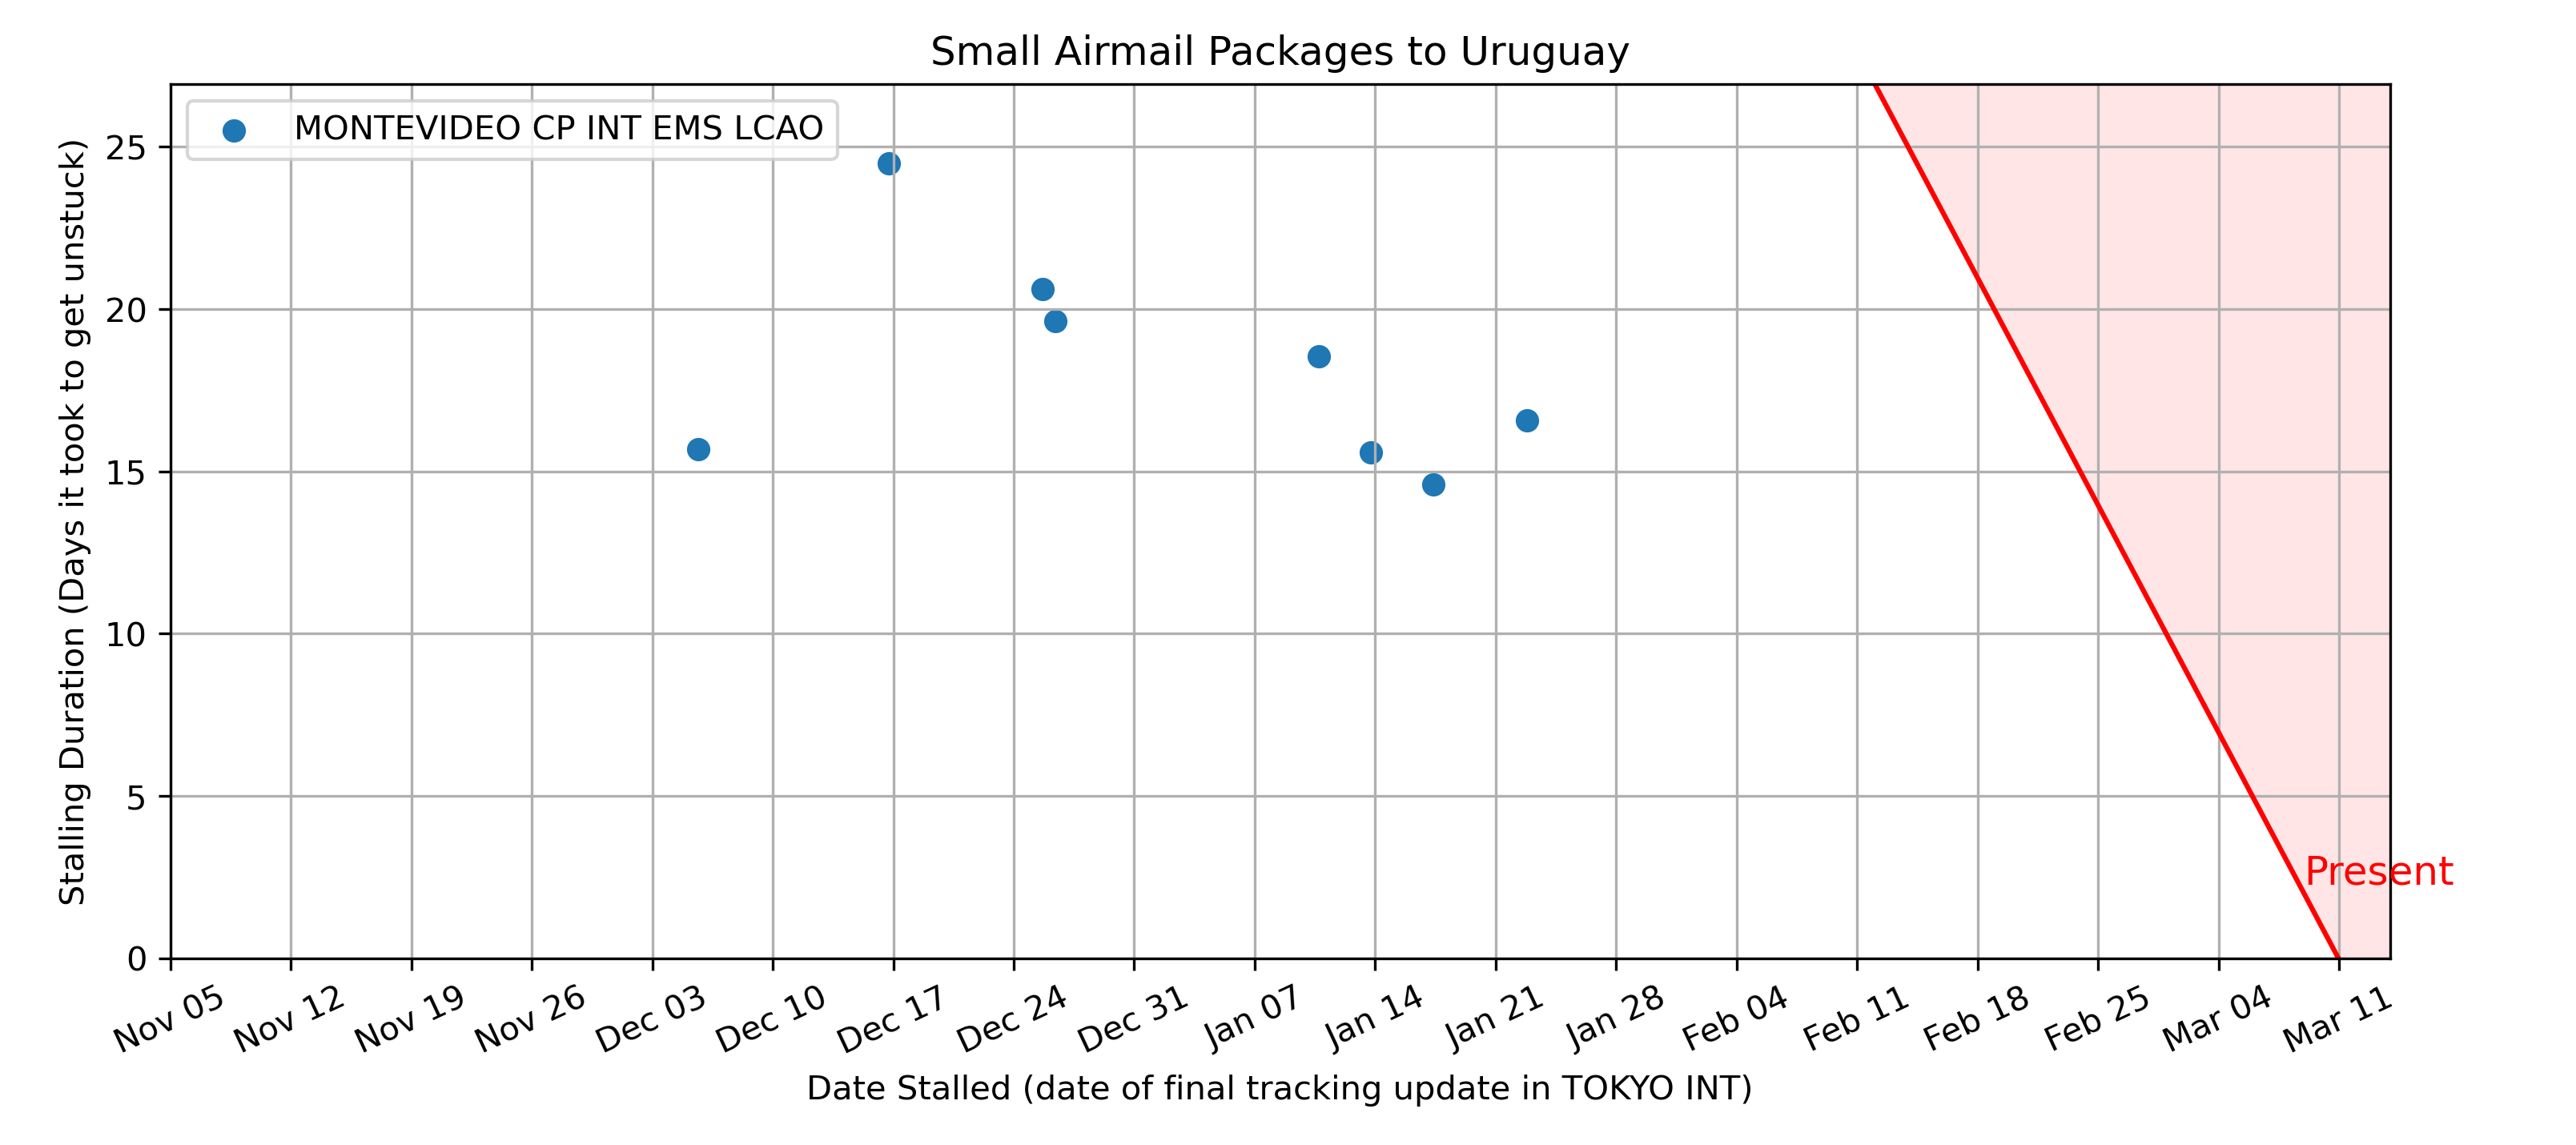 Small Airmail Packages to Uruguay
MONTEVIDEO CP INT EMS LCAO
Stalling Duration (Days it took to get unstuck)
25
20
15
10
5
0
Present
Nov 05
Nov 12
Nov 19
Nov 26
Dec 03
Dec 10
Dec 17
Dec 24
Dec 31
Jan 07
Jan 14
Jan 21
Jan 28
Feb 04
Feb 11
Feb 18
Feb 25
Mar 04
Mar 11
Date Stalled (date of final tracking update in TOKYO INT)